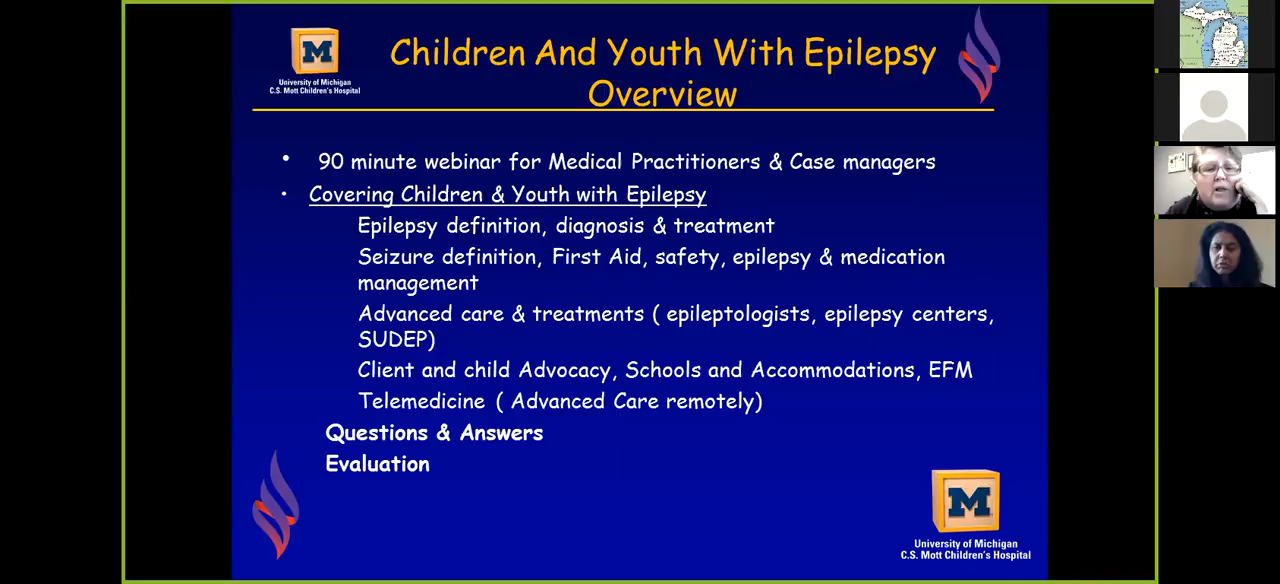 M
University of Michigan
C.S. Mott Children's Hospital
Children And Youth With Epilepsy
Overview
• 90 minute webinar for Medical Practitioners & Case managers
• Covering Children & Youth with Epilepsy
Epilepsy definition, diagnosis & treatment
Seizure definition, First Aid, safety, epilepsy & medication
management
Advanced care & treatments ( epileptologists, epilepsy centers,
SUDEP)
Client and child Advocacy, Schools and Accommodations, EFM
Telemedicine ( Advanced Care remotely)
Questions & Answers
Evaluation
M
University of Michigan
C.S. Mott Children's Hospital